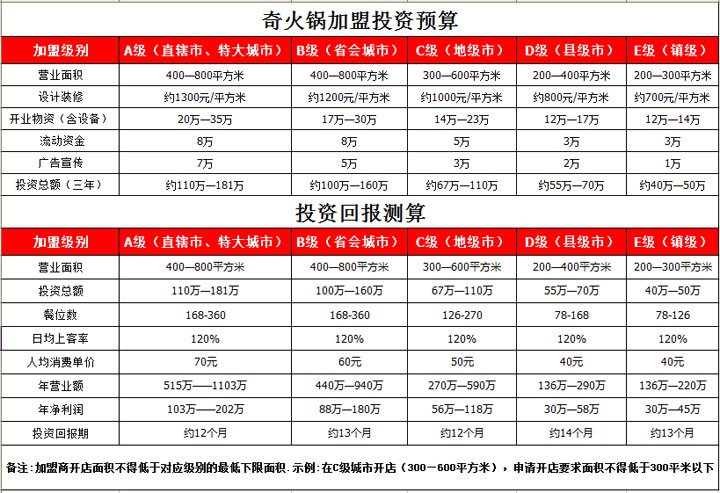 奇火锅加盟投资预算
加盟级别 A级（直辖市、特大城市） B级（省会城市） C级（地级市） D级（县级市） E级（镇级）
营业面积 400—800平方米 400—800平方米 300—600平方米 200—400平方米 200—300平方米
设计装修 约1300元/平方米 约1200元/平方米 约1000元/平方米 约800元/平方米 约700元/平方米
开业物资（含设备） 20万—35万 17万—30万 14万—23万 12万—17万 12万—14万
流动资金 8万 8万 5万 3万 3万
广告宣传 7万 5万 3万 2万 1万
投资总额（三年） 约110万—181万 约100万—160万 约67万—110万 约55万—70万 约40万—50万
投资回报测算
加盟级别 A级（直辖市、特大城市） B级（省会城市） C级（地级市） D级（县级市） E级（镇级）
营业面积 400—800平方米 400—800平方米 300—600平方米 200—400平方米 200—300平方米
投资总额 110万—181万 100万—160万 67万—110万 55万—70万 40万—50万
餐位数 168-360 168-360 126-270 78-168 78-126
日均上客率 120% 120% 120% 120% 120%
人均消费单价 70元 60元 50元 40元 40元
年营业额 515万——1103万 440万—940万 270万—590万 136万—290万 136万—220万
年净利润 103万——202万 88万—180万 56万—118万 30万—58万 30万—45万
投资回报期 约12个月 约13个月 约12个月 约14个月 约13个月
备注:加盟商开店面积不得低于对应级别的最低下限面积.示例:在C级城市开店（300—600平方米），申请开店要求面积不得低于300平米以下